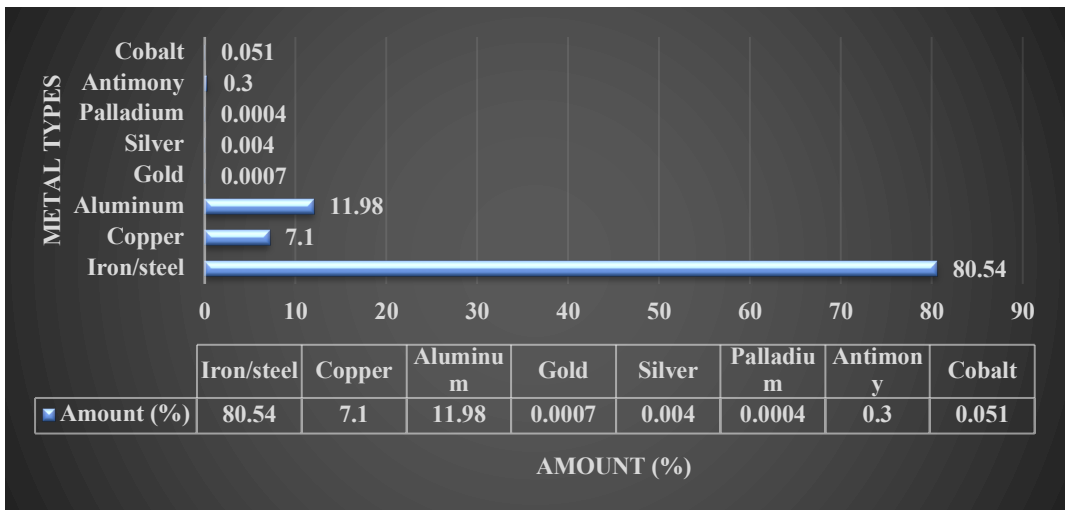 METAL TYPES
Cobalt 0.051
Antimony 0.3
Palladium 0.0004
Silver 0.004
Gold 0.0007
Aluminum 11.98
Copper 7.1
Iron/steel 80.54
0 10 20 30 40 50 60 70 80 90
Iron/steel Copper Aluminu
m Gold Silver Palladiu
m Antimon
y Cobalt
Amount (%) 80.54 7.1 11.98 0.0007 0.004 0.0004 0.3 0.051
AMOUNT (%)